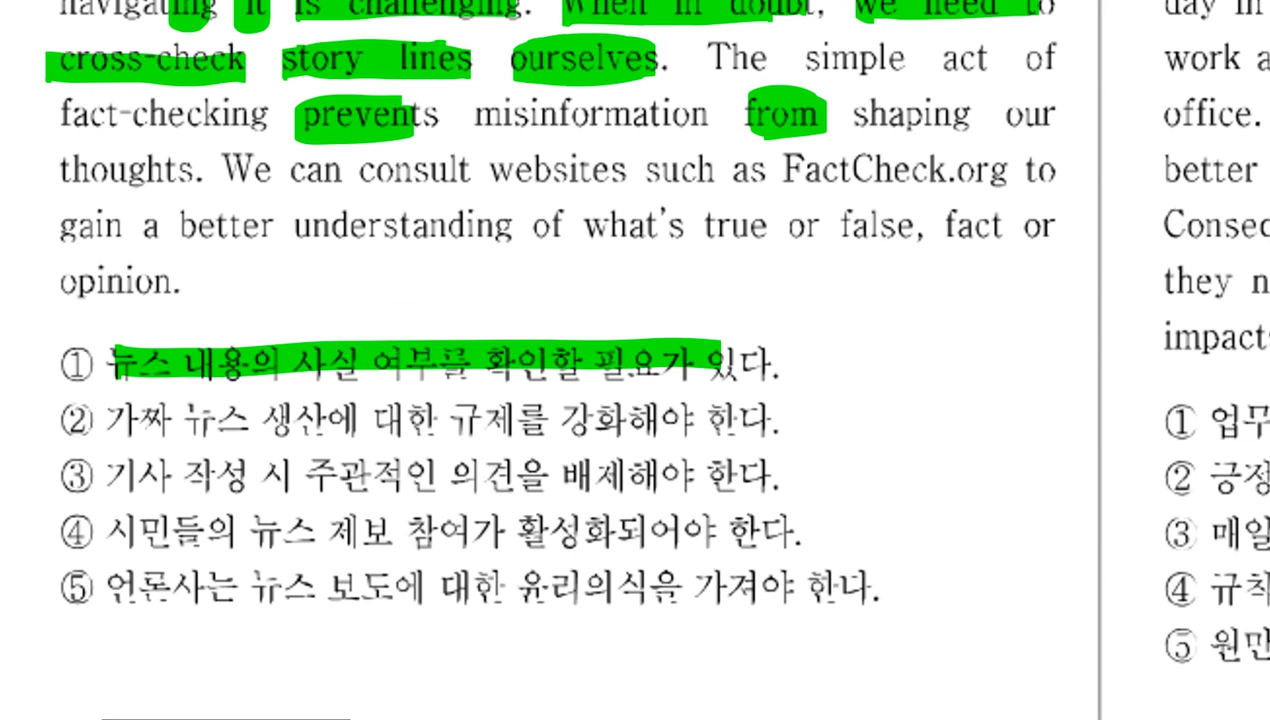 navigating it is challenging. When in doubt, we need to
cross-check story lines ourselves. The simple act of
fact-checking prevents misinformation from shaping our
thoughts. We can consult websites such as FactCheck.org to
gain a better understanding of what's true or false, fact or
opinion.
① 뉴스 내용의 사실 여부를 확인할 필요가 있다.
② 가짜 뉴스 생산에 대한 규제를 강화해야 한다.
③ 기사 작성 시 주관적인 의견을 배제해야 한다.
④ 시민들의 뉴스 제보 참여가 활성화되어야 한다.
⑤ 언론사는 뉴스 보도에 대한 윤리의식을 가져야 한다.
day in
work a
office.
better
Conseq
they n
impact
① 업무
② 긍정
③ 매일
④ 규칙
⑤ 원만